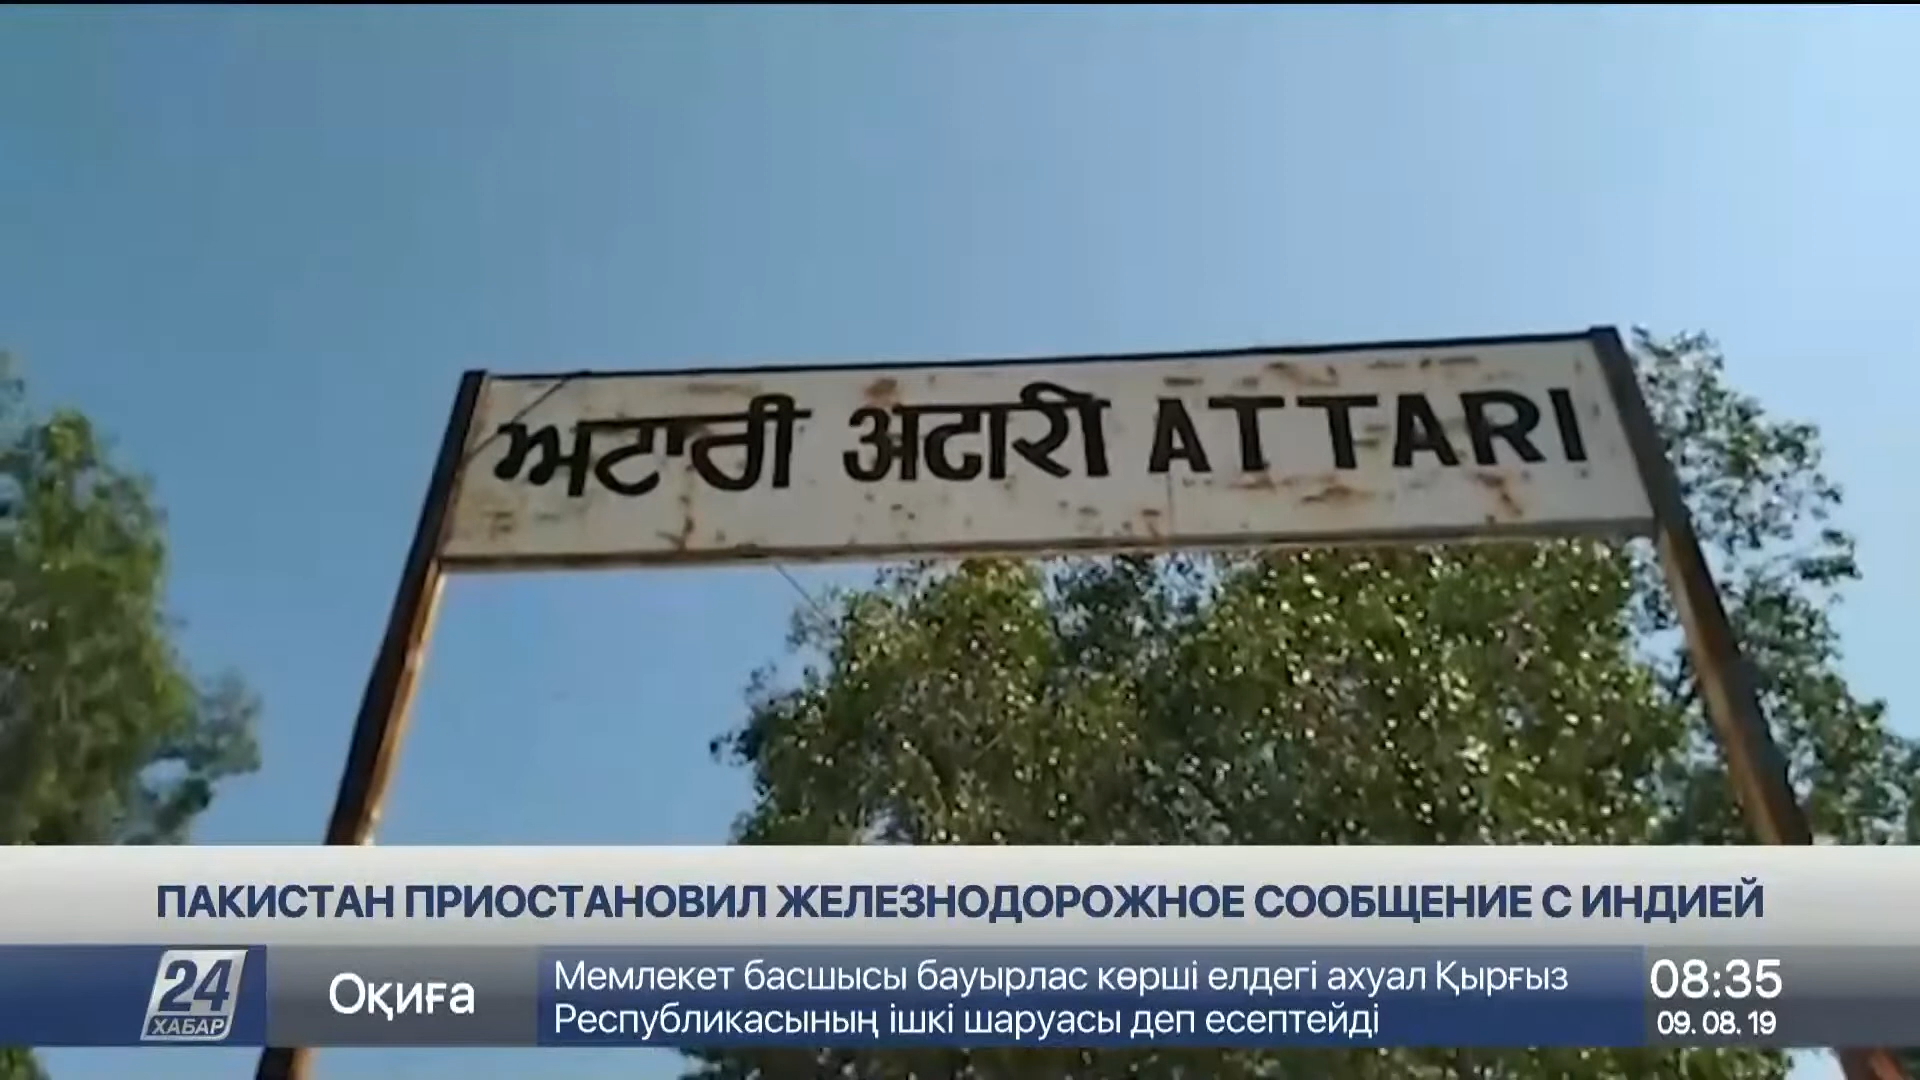 ਅਟਾਰੀ अटारी ATTARI
ПАКИСТАН ПРИОСТАНОВИЛ ЖЕЛЕЗНОДОРОЖНОЕ СООБЩЕНИЕ С ИНДИЕЙ
24
ХАБАР
Оқиға
Мемлекет басшысы бауырлас көрші елдегі ахуал Қырғыз
Республикасының ішкі шаруасы деп есептейді
08:35
09. 08. 19